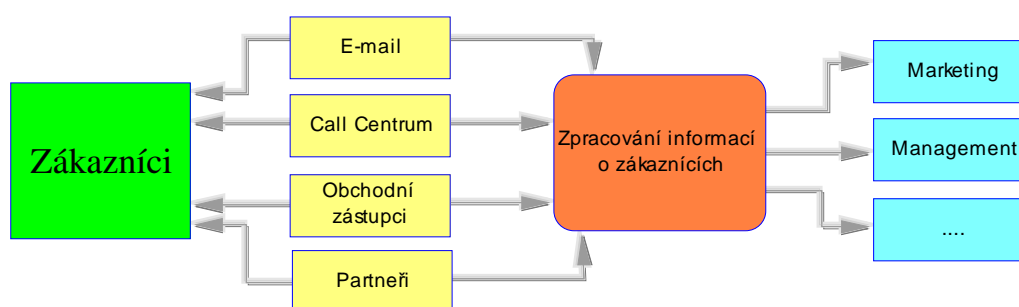 Zákazníci
E-mail
Call Centrum
Obchodní
zástupci
Partneři
Zpracování informací
o zákaznících
Marketing
Management
....